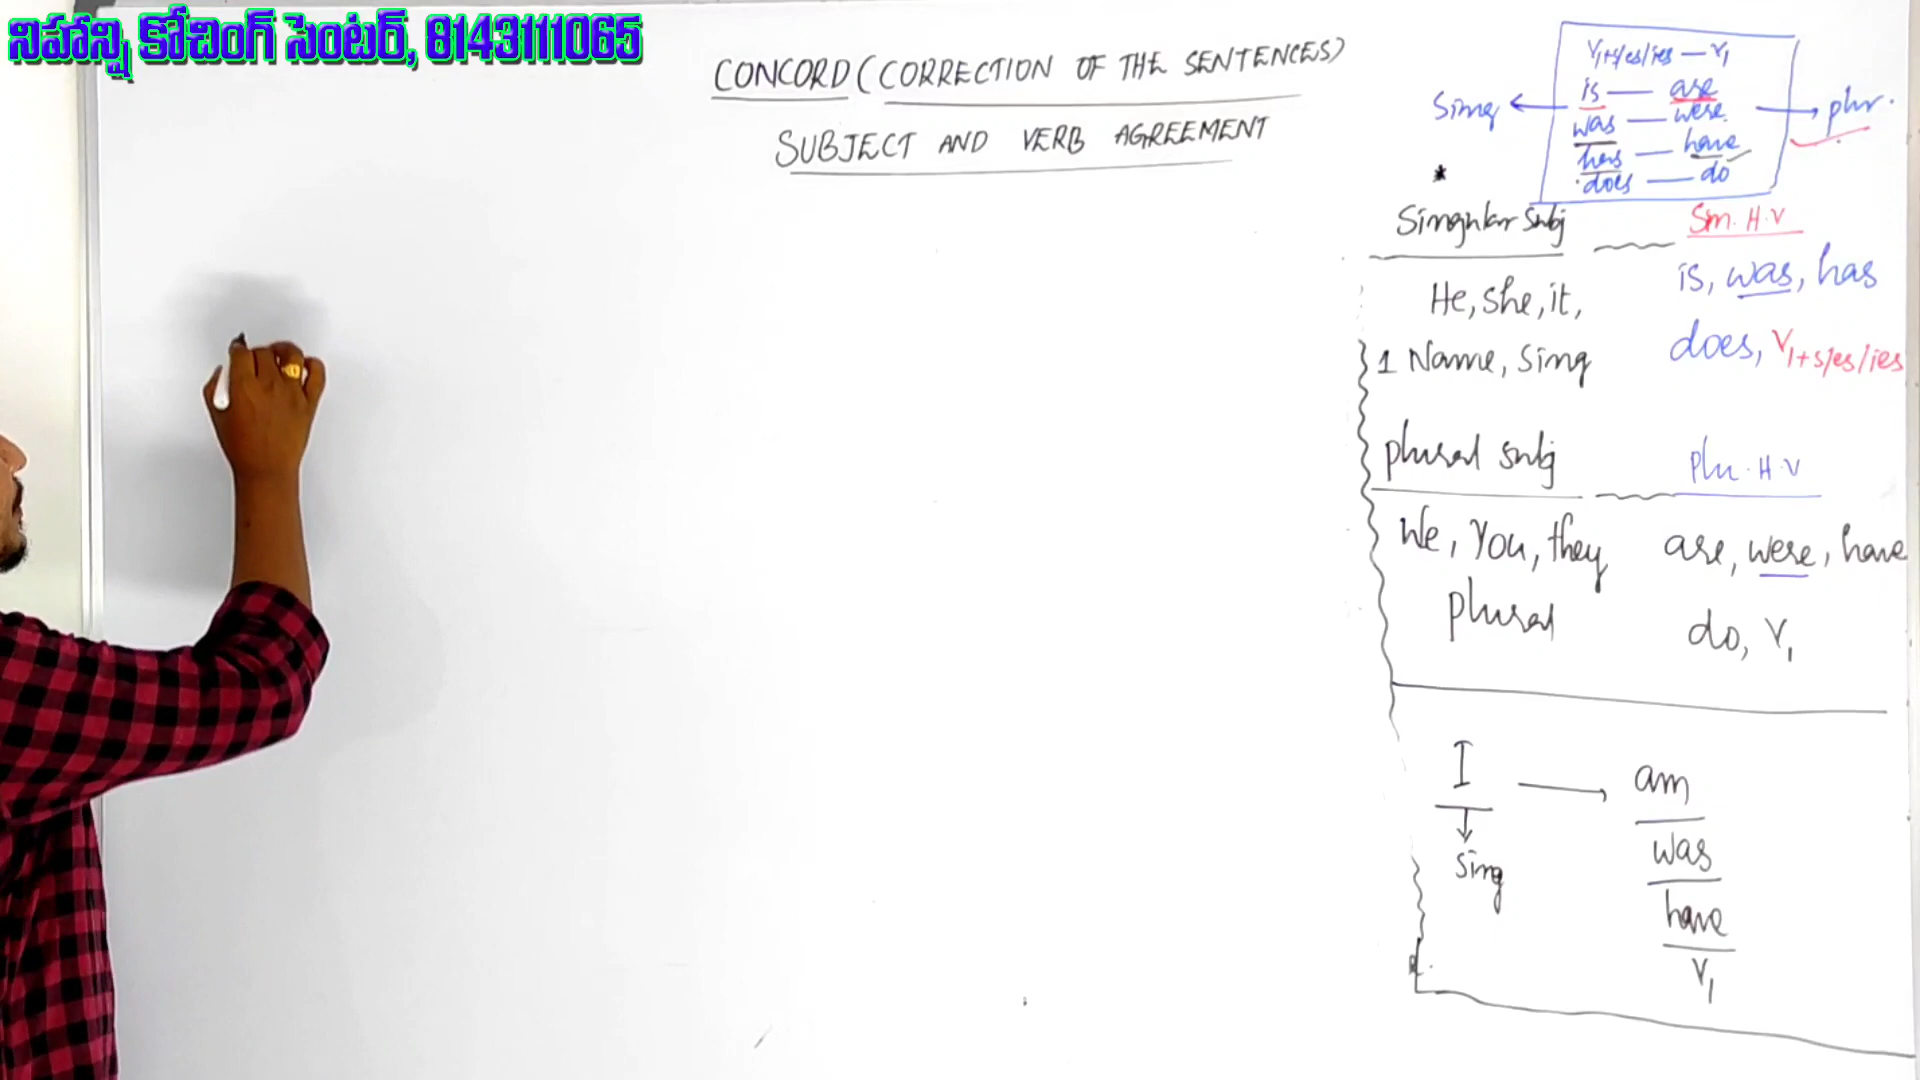 నిహాన్షి కోచింగ్ సెంటర్, 8143111065
CONCORD (CORRECTION OF THE SENTENCES)
SUBJECT AND VERB AGREEMENT
V1+s/es/ies — V1
is — are
Sing
plur.
was — were
has — have
does — do
*
Singular Subj
Sin. H.V
He, she, it,
is, was, has
1 Name, Sing
does, V1+s/es/ies
plural Subj
Plu. H.V
We, You, they
are, were, have
plural
do, V1
I
am
Sing
was
have
V1